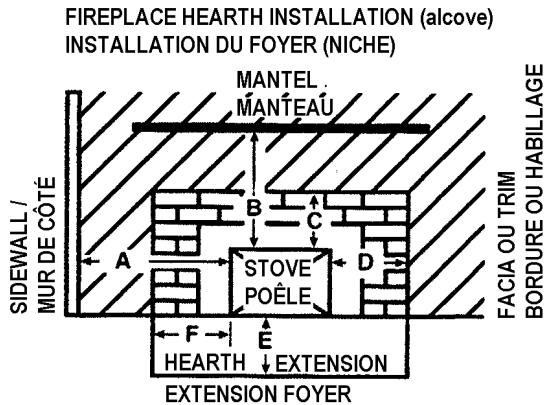 FIREPLACE HEARTH INSTALLATION (alcove)
INSTALLATION DU FOYER (NICHE)
MANTEL
MANTEAU
SIDEWALL /
MUR DE CÔTÉ
FACIA OU TRIM
BORDURE OU HABILLAGE
B
C
A
D
STOVE
POÊLE
F
E
HEARTH EXTENSION
EXTENSION FOYER